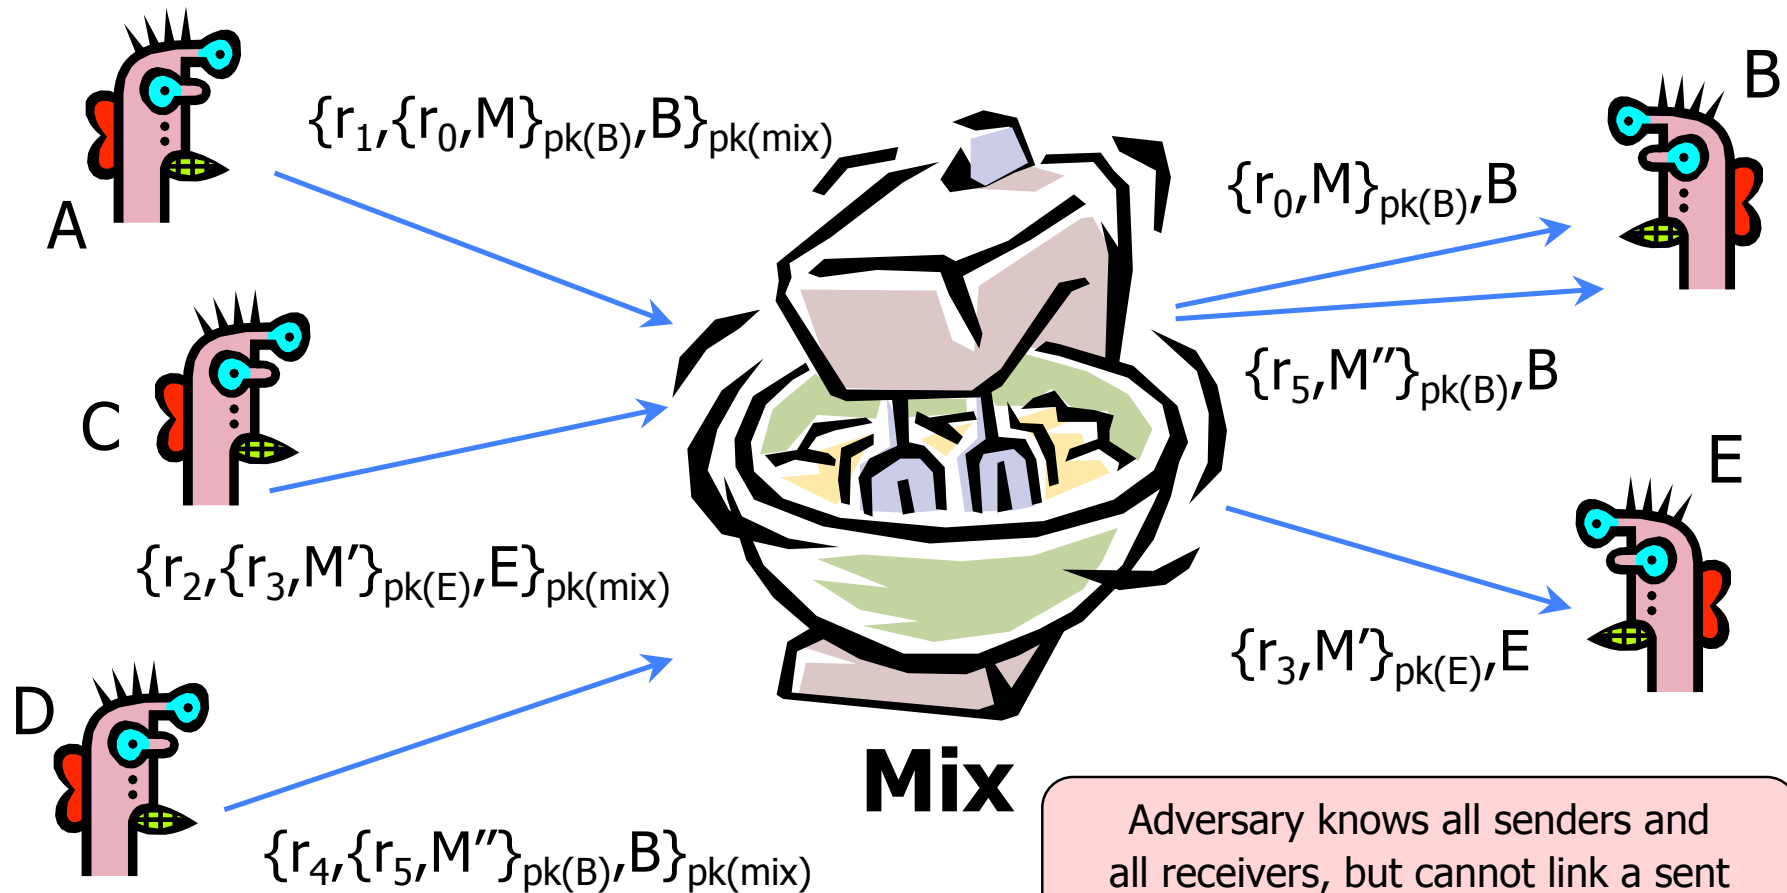 A
{r₁,{r₀,M}pk(B),B}pk(mix)
B
{r₀,M}pk(B),B
{r₅,M″}pk(B),B
C
{r₂,{r₃,M′}pk(E),E}pk(mix)
E
{r₃,M′}pk(E),E
D
{r₄,{r₅,M″}pk(B),B}pk(mix)
Mix
Adversary knows all senders and
all receivers, but cannot link a sent